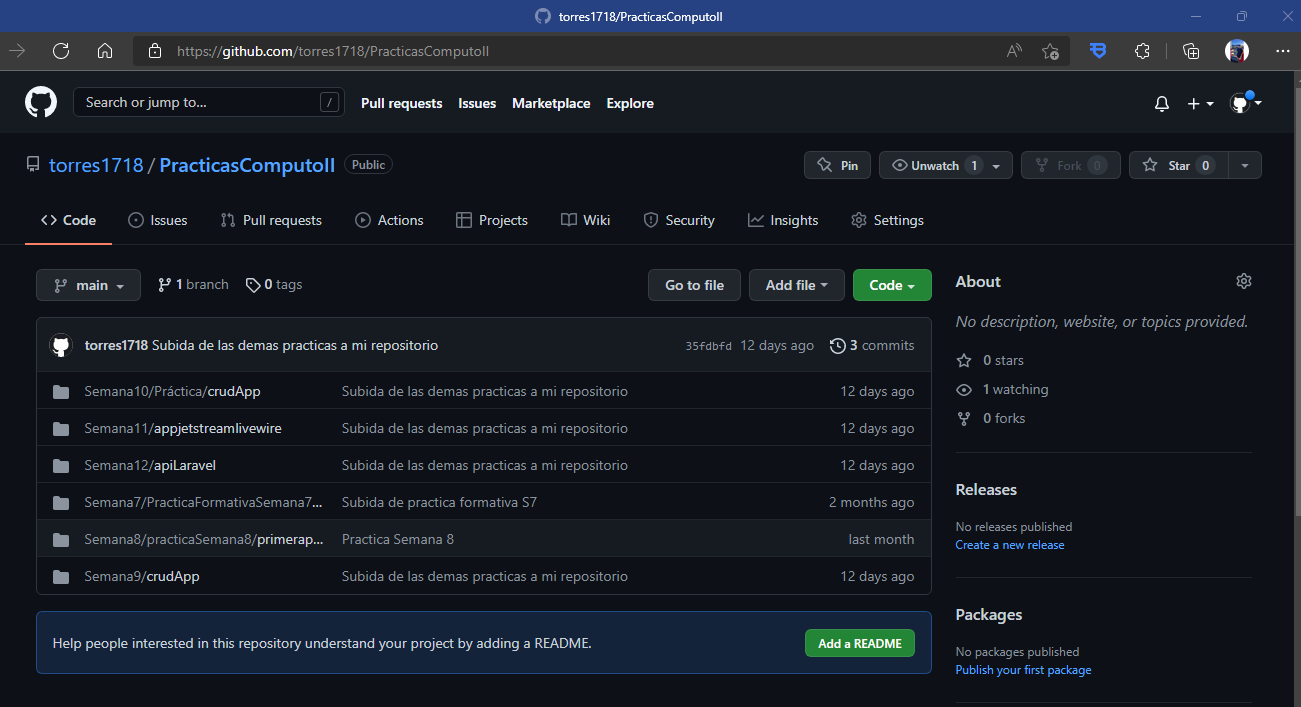 torres1718/PracticasComputoII
https://github.com/torres1718/PracticasComputoII
Search or jump to... /
Pull requests Issues Marketplace Explore
torres1718 / PracticasComputoII Public
Pin Unwatch 1 Fork 0 Star 0
Code Issues Pull requests Actions Projects Wiki Security Insights Settings
main 1 branch 0 tags Go to file Add file Code
torres1718 Subida de las demas practicas a mi repositorio 35fdbfd 12 days ago 3 commits
Semana10/Práctica/crudApp Subida de las demas practicas a mi repositorio 12 days ago
Semana11/appjetstreamlivewire Subida de las demas practicas a mi repositorio 12 days ago
Semana12/apiLaravel Subida de las demas practicas a mi repositorio 12 days ago
Semana7/PracticaFormativaSemana7... Subida de practica formativa S7 2 months ago
Semana8/practicaSemana8/primerap... Practica Semana 8 last month
Semana9/crudApp Subida de las demas practicas a mi repositorio 12 days ago
Help people interested in this repository understand your project by adding a README. Add a README
About
No description, website, or topics provided.
0 stars
1 watching
0 forks
Releases
No releases published
Create a new release
Packages
No packages published
Publish your first package